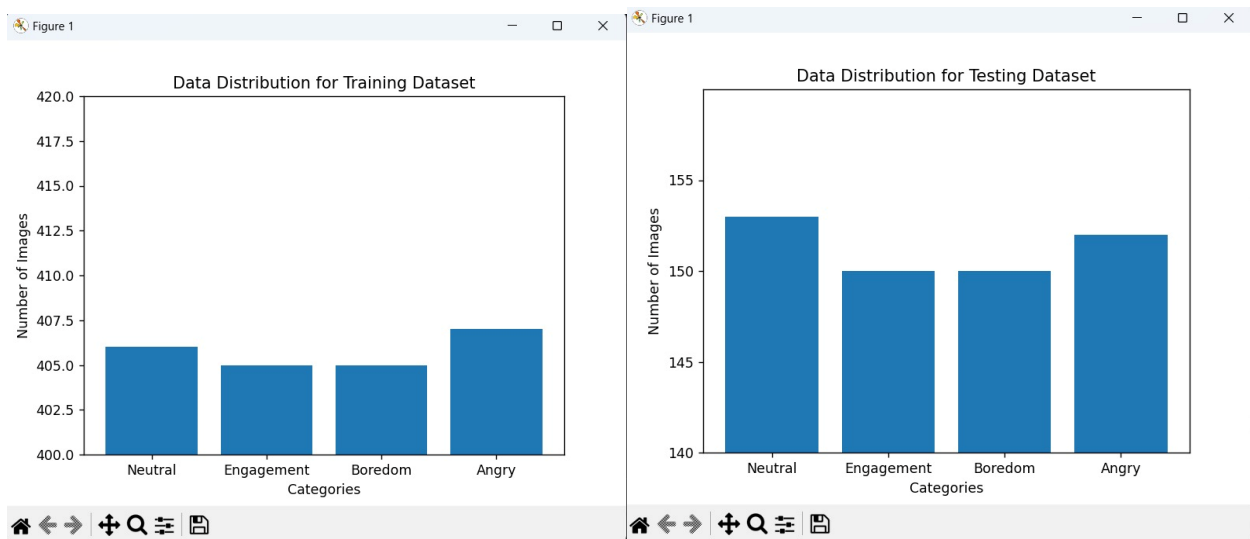 Figure 1
Data Distribution for Training Dataset
420.0
417.5
415.0
412.5
410.0
407.5
405.0
402.5
400.0
Number of Images
Neutral Engagement Boredom Angry
Categories
Figure 1
Data Distribution for Testing Dataset
155
150
145
140
Number of Images
Neutral Engagement Boredom Angry
Categories